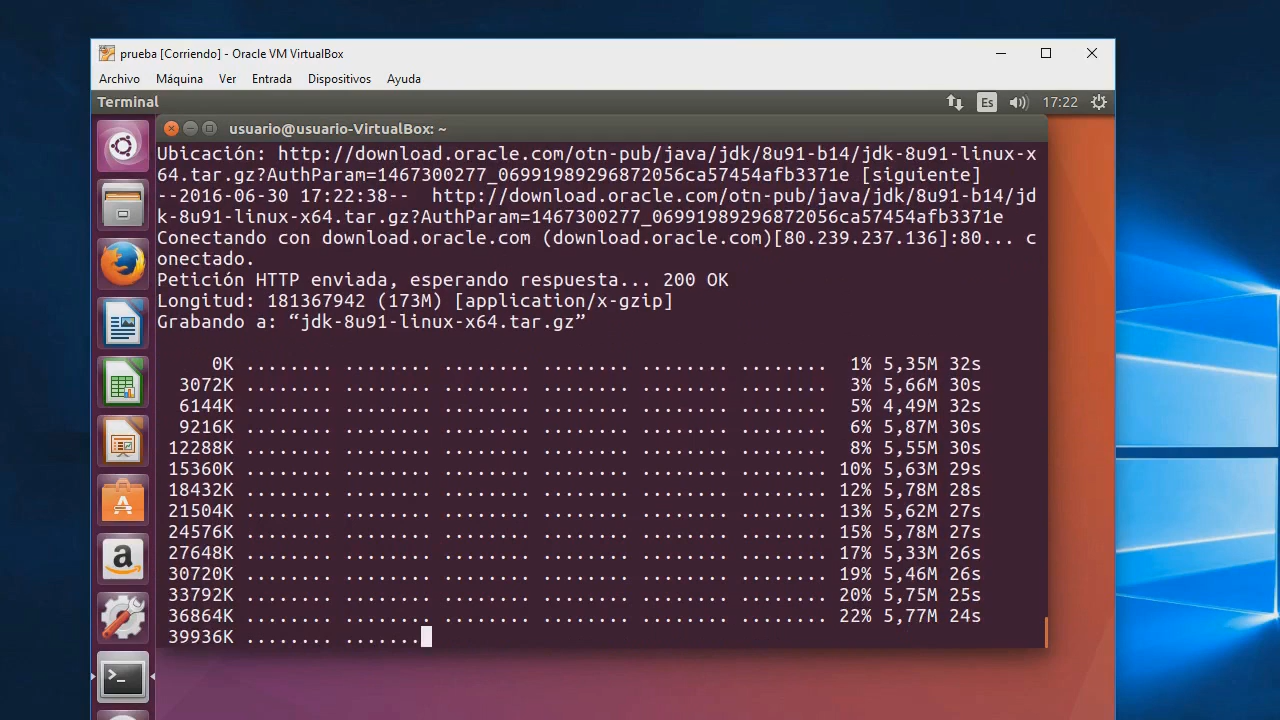 prueba [Corriendo] - Oracle VM VirtualBox
Archivo Máquina Ver Entrada Dispositivos Ayuda
Terminal Es 17:22
usuario@usuario-VirtualBox: ~
Ubicación: http://download.oracle.com/otn-pub/java/jdk/8u91-b14/jdk-8u91-linux-x
64.tar.gz?AuthParam=1467300277_06991989296872056ca57454afb3371e [siguiente]
--2016-06-30 17:22:38--  http://download.oracle.com/otn-pub/java/jdk/8u91-b14/jd
k-8u91-linux-x64.tar.gz?AuthParam=1467300277_06991989296872056ca57454afb3371e
Conectando con download.oracle.com (download.oracle.com)[80.239.237.136]:80... c
onectado.
Petición HTTP enviada, esperando respuesta... 200 OK
Longitud: 181367942 (173M) [application/x-gzip]
Grabando a: “jdk-8u91-linux-x64.tar.gz”
0K ........ ........ ........ ........ ........ ........ 1% 5,35M 32s
3072K ........ ........ ........ ........ ........ ........ 3% 5,66M 30s
6144K ........ ........ ........ ........ ........ ........ 5% 4,49M 32s
9216K ........ ........ ........ ........ ........ ........ 6% 5,87M 30s
12288K ........ ........ ........ ........ ........ ........ 8% 5,55M 30s
15360K ........ ........ ........ ........ ........ ........ 10% 5,63M 29s
18432K ........ ........ ........ ........ ........ ........ 12% 5,78M 28s
21504K ........ ........ ........ ........ ........ ........ 13% 5,62M 27s
24576K ........ ........ ........ ........ ........ ........ 15% 5,78M 27s
27648K ........ ........ ........ ........ ........ ........ 17% 5,33M 26s
30720K ........ ........ ........ ........ ........ ........ 19% 5,46M 26s
33792K ........ ........ ........ ........ ........ ........ 20% 5,75M 25s
36864K ........ ........ ........ ........ ........ ........ 22% 5,77M 24s
39936K ........ .......